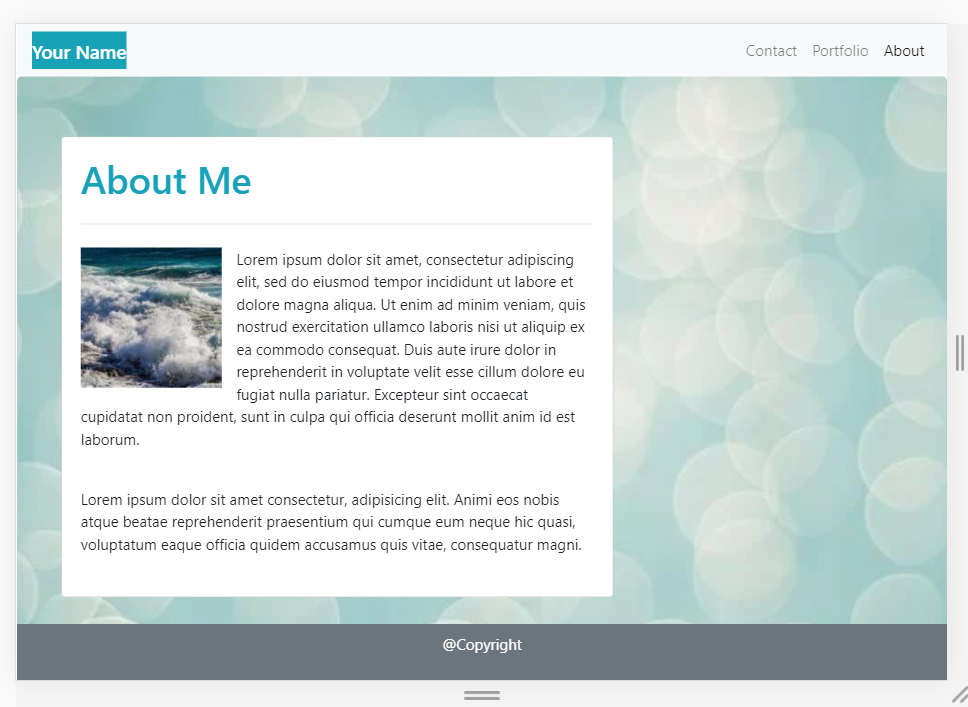 Your Name
Contact Portfolio About
About Me
Lorem ipsum dolor sit amet, consectetur adipiscing
elit, sed do eiusmod tempor incididunt ut labore et
dolore magna aliqua. Ut enim ad minim veniam, quis
nostrud exercitation ullamco laboris nisi ut aliquip ex
ea commodo consequat. Duis aute irure dolor in
reprehenderit in voluptate velit esse cillum dolore eu
fugiat nulla pariatur. Excepteur sint occaecat
cupidatat non proident, sunt in culpa qui officia deserunt mollit anim id est
laborum.
Lorem ipsum dolor sit amet consectetur, adipisicing elit. Animi eos nobis
atque beatae reprehenderit praesentium qui cumque eum neque hic quasi,
voluptatum eaque officia quidem accusamus quis vitae, consequatur magni.
@Copyright